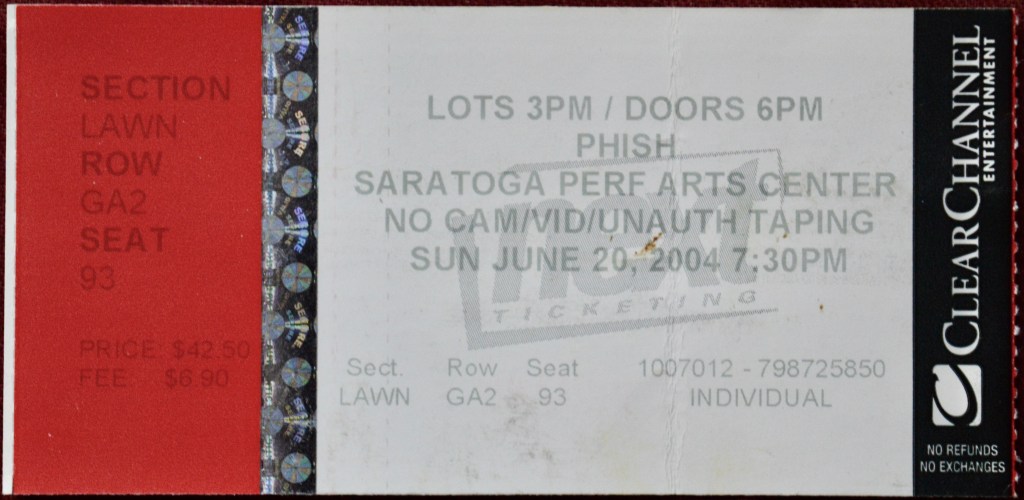 SECTION
LAWN
ROW
GA2
SEAT
93
PRICE $42.50
FEE $6.90
LOTS 3PM / DOORS 6PM
PHISH
SARATOGA PERF ARTS CENTER
NO CAM/VID/UNAUTH TAPING
SUN JUNE 20, 2004 7:30PM
next
TICKETING
Sect. Row Seat 1007012 - 798725850
LAWN GA2 93 INDIVIDUAL
CLEARCHANNEL
ENTERTAINMENT
NO REFUNDS
NO EXCHANGES